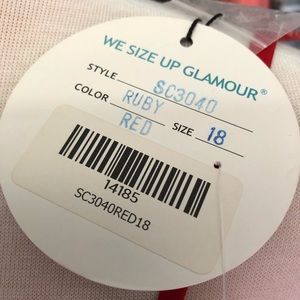 WE SIZE UP GLAMOUR®
STYLE SC3040
COLOR RUBY
RED SIZE 18
14185
SC3040RED18